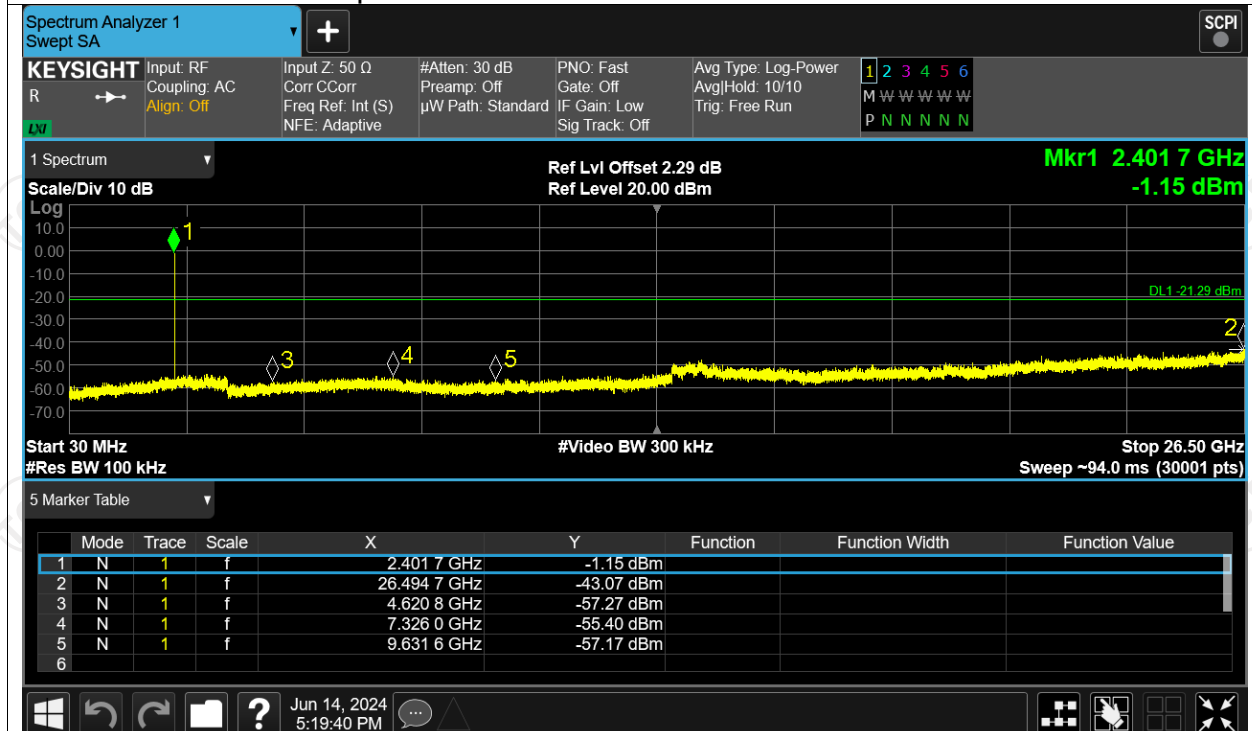 Spectrum Analyzer 1
Swept SA
+
SCPI
KEYSIGHT
R
LXI
Input: RF
Coupling: AC
Align: Off
Input Z: 50 Ω
Corr CCorr
Freq Ref: Int (S)
NFE: Adaptive
#Atten: 30 dB
Preamp: Off
µW Path: Standard
PNO: Fast
Gate: Off
IF Gain: Low
Sig Track: Off
Avg Type: Log-Power
Avg|Hold: 10/10
Trig: Free Run
1 2 3 4 5 6
M W W W W W
P N N N N N
1 Spectrum
Scale/Div 10 dB
Ref Lvl Offset 2.29 dB
Ref Level 20.00 dBm
Mkr1 2.401 7 GHz
-1.15 dBm
Log
10.0
0.00
-10.0
-20.0
-30.0
-40.0
-50.0
-60.0
-70.0
1
DL1 -21.29 dBm
2
3
4
5
Start 30 MHz
#Video BW 300 kHz
Stop 26.50 GHz
#Res BW 100 kHz
Sweep ~94.0 ms (30001 pts)
5 Marker Table
Mode Trace Scale X Y Function Function Width Function Value
1 N 1 f 2.401 7 GHz -1.15 dBm
2 N 1 f 26.494 7 GHz -43.07 dBm
3 N 1 f 4.620 8 GHz -57.27 dBm
4 N 1 f 7.326 0 GHz -55.40 dBm
5 N 1 f 9.631 6 GHz -57.17 dBm
6
?
Jun 14, 2024
5:19:40 PM